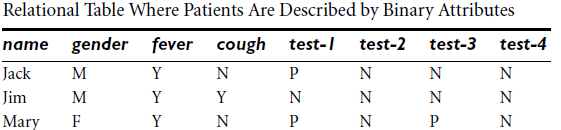 Relational Table Where Patients Are Described by Binary Attributes
name gender fever cough test-1 test-2 test-3 test-4
Jack M Y N P N N N
Jim M Y Y N N N N
Mary F Y N P N P N